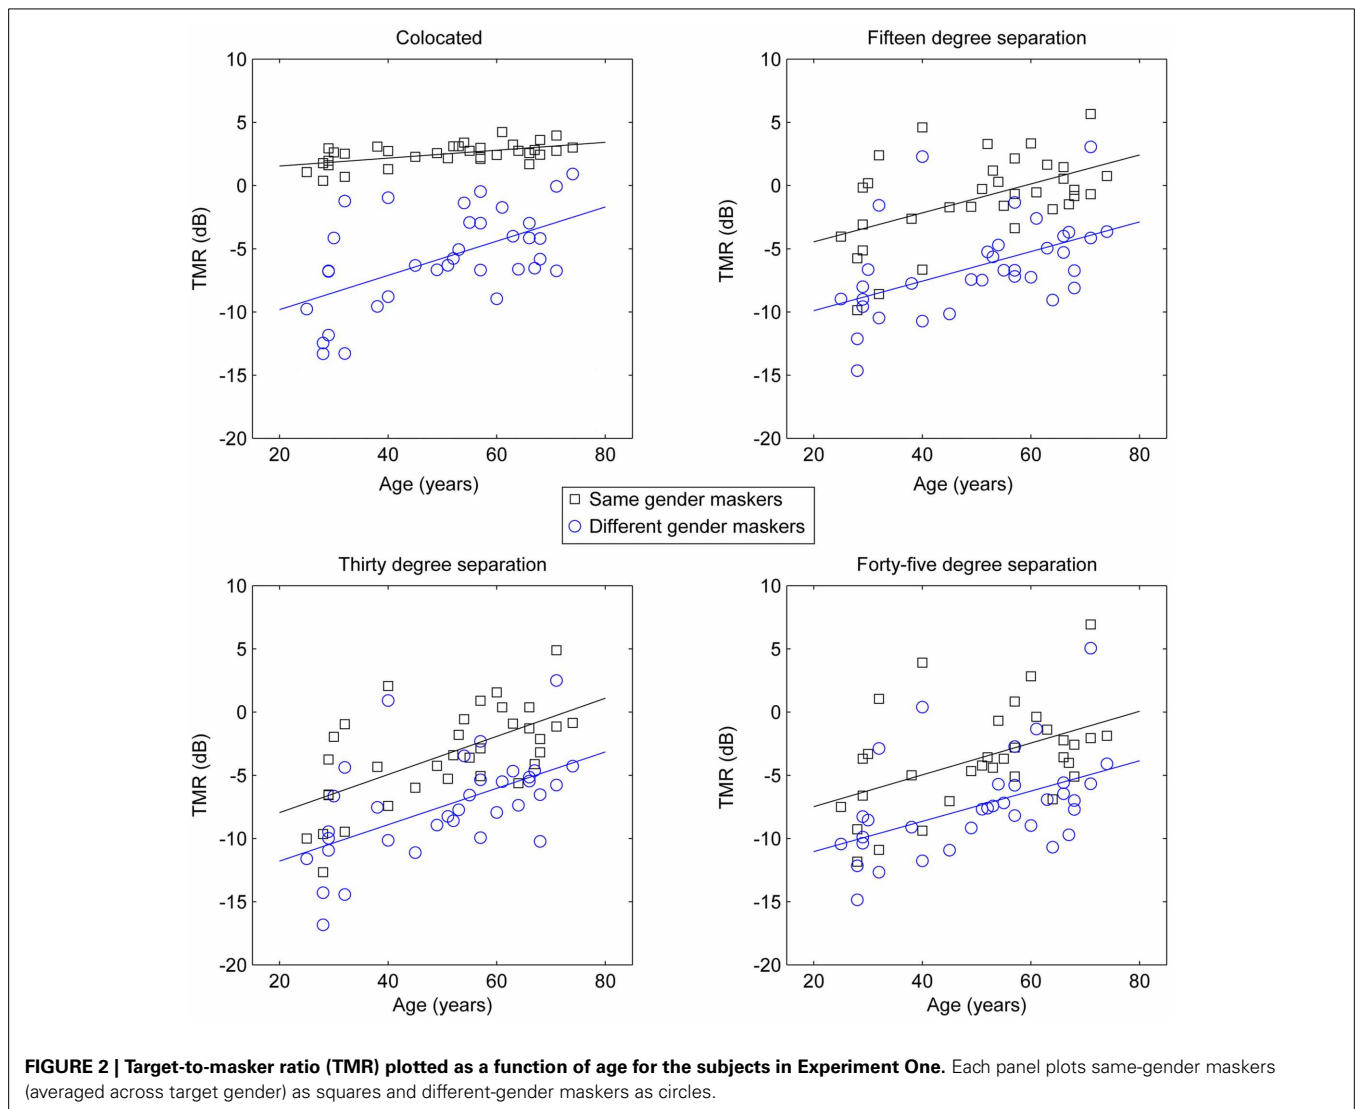 Colocated
10
5
0
-5
-10
-15
-20
TMR (dB)
20 40 60 80
Age (years)
Fifteen degree separation
10
5
0
-5
-10
-15
-20
TMR (dB)
20 40 60 80
Age (years)
Same gender maskers
Different gender maskers
Thirty degree separation
10
5
0
-5
-10
-15
-20
TMR (dB)
20 40 60 80
Age (years)
Forty-five degree separation
10
5
0
-5
-10
-15
-20
TMR (dB)
20 40 60 80
Age (years)
FIGURE 2 | Target-to-masker ratio (TMR) plotted as a function of age for the subjects in Experiment One. Each panel plots same-gender maskers
(averaged across target gender) as squares and different-gender maskers as circles.